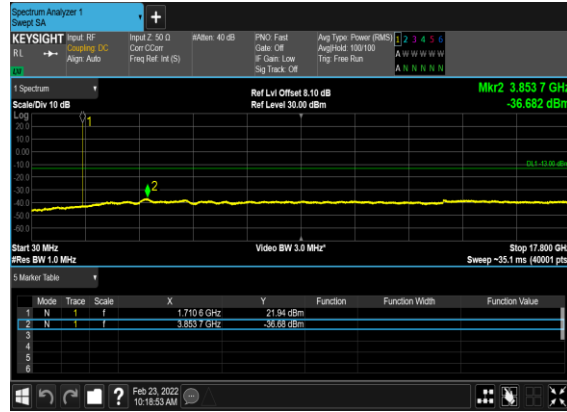 Spectrum Analyzer 1
Swept SA
+
KEYSIGHT Input: RF Input Z: 50 Ω #Atten: 40 dB PNO: Fast Avg Type: Power (RMS) 1 2 3 4 5 6
RL Coupling: DC Corr CCorr Gate: Off Avg|Hold: 100/100 A W W W W W
Align: Auto Freq Ref: Int (S) IF Gain: Low Trig: Free Run
Sig Track: Off A N N N N N
1 Spectrum Ref Lvl Offset 8.10 dB Mkr2 3.853 7 GHz
Scale/Div 10 dB Ref Level 30.00 dBm -36.682 dBm
Log
1
20.0
10.0
0.00
-10.0 DL1 -13.00 dBm
-20.0
-30.0 2
-40.0
-50.0
-60.0
Start 30 MHz Video BW 3.0 MHz* Stop 17.800 GHz
#Res BW 1.0 MHz Sweep ~35.1 ms (40001 pts)
5 Marker Table
Mode Trace Scale X Y Function Function Width Function Value
1 N 1 f 1.710 6 GHz 21.94 dBm
2 N 1 f 3.853 7 GHz -36.68 dBm
3
4
5
6
? Feb 23, 2022
10:18:53 AM